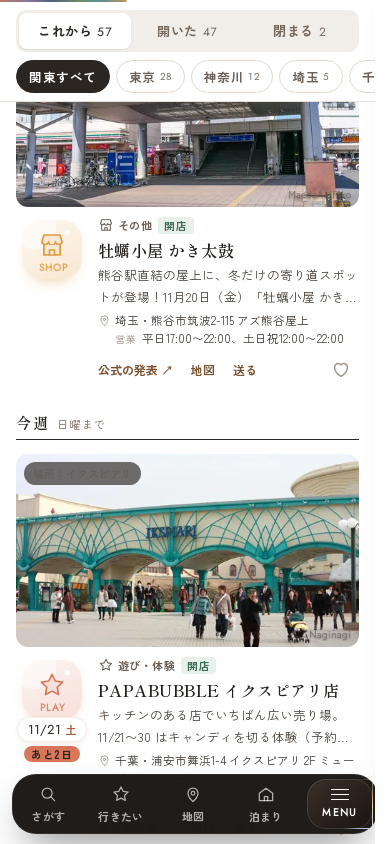 これから 57
開いた 47
閉まる 2
関東すべて
東京 28
神奈川 12
埼玉 5
千
SHOP
その他 開店
牡蠣小屋 かき太鼓
熊谷駅直結の屋上に、冬だけの寄り道スポッ
トが登場！11月20日（金）「牡蠣小屋 かき…
埼玉・熊谷市筑波2-115 アズ熊谷屋上
営業 平日17:00〜22:00、土日祝12:00〜22:00
公式の発表 ↗ 地図 送る
今週 日曜まで
イクスピアリ
IKSPIARI
Naginagi
PLAY
11/21 土
あと2日
遊び・体験 開店
PAPABUBBLE イクスピアリ店
キッチンのある店でいちばん広い売り場。
11/21〜30 はキャンディを切る体験（予約…
千葉・浦安市舞浜1-4 イクスピアリ 2F ミュー
さがす
行きたい
地図
泊まり
MENU